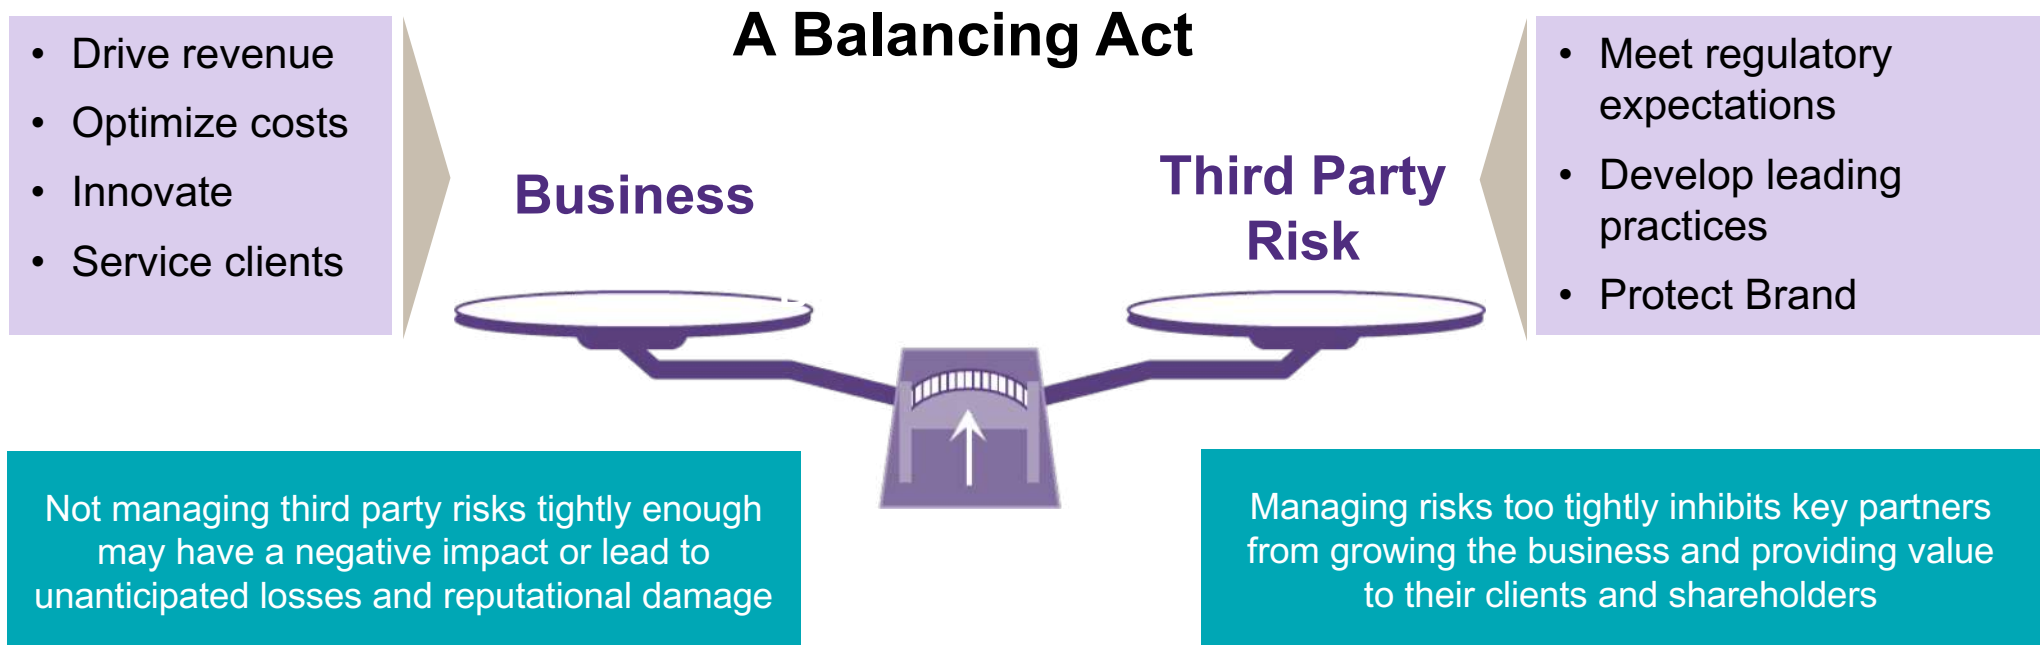 A Balancing Act
• Drive revenue
• Optimize costs
• Innovate
• Service clients
Business
Third Party
Risk
• Meet regulatory
expectations
• Develop leading
practices
• Protect Brand
Not managing third party risks tightly enough
may have a negative impact or lead to
unanticipated losses and reputational damage
Managing risks too tightly inhibits key partners
from growing the business and providing value
to their clients and shareholders